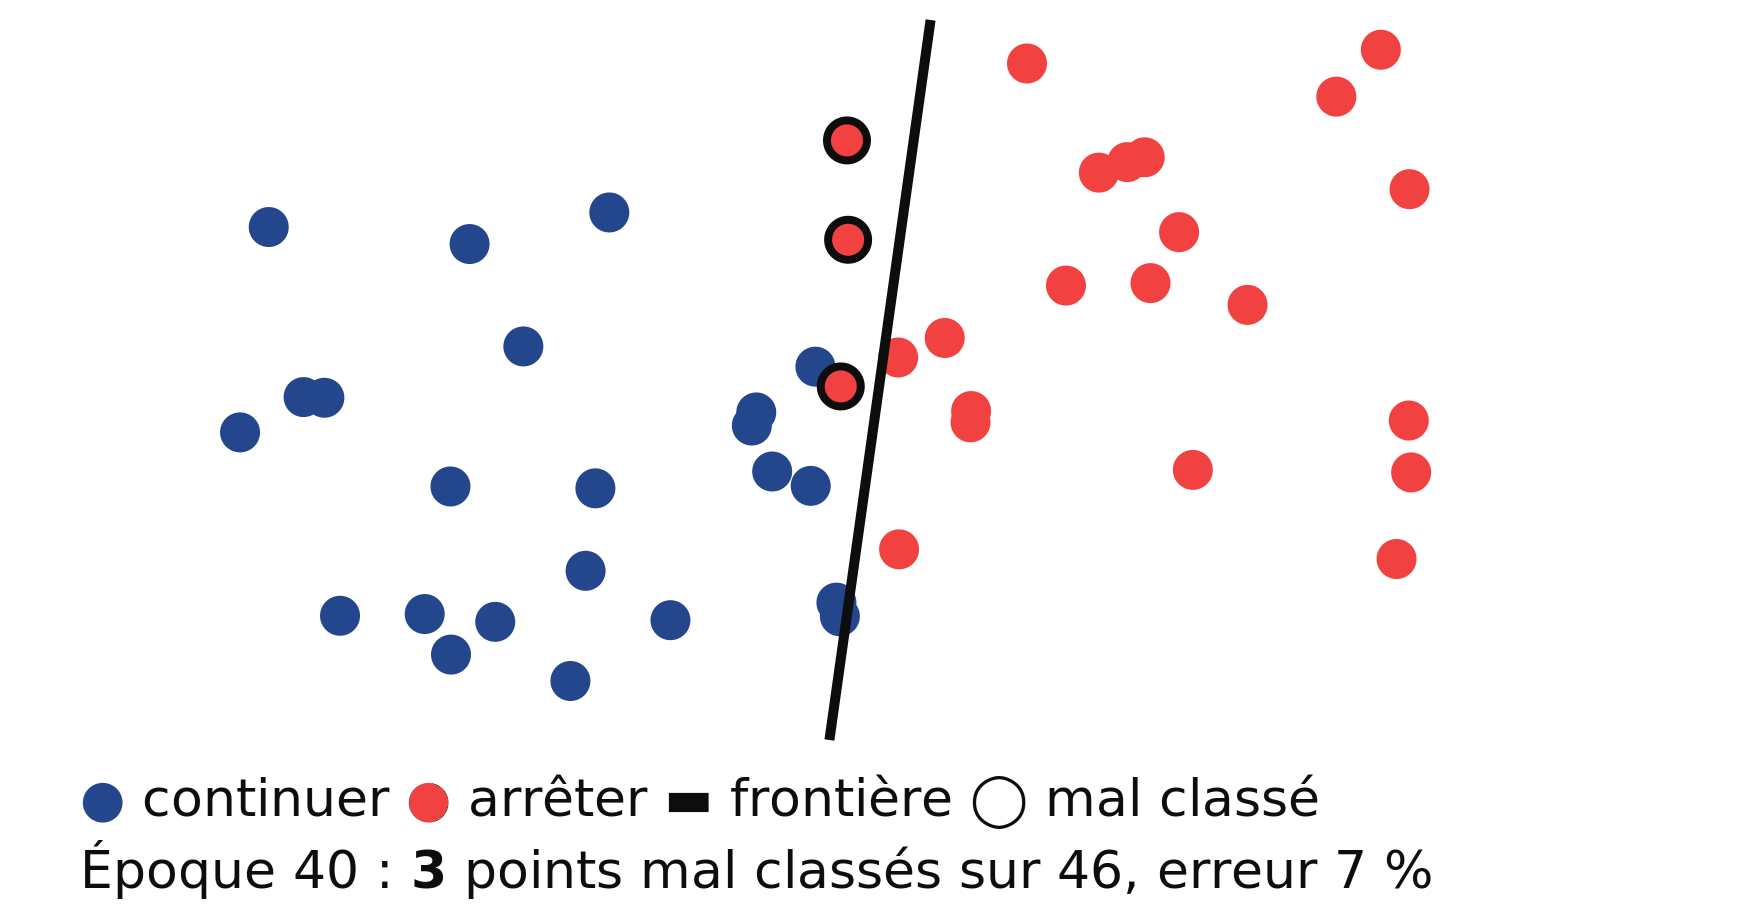 continuer arrêter frontière mal classé
Époque 40 : 3 points mal classés sur 46, erreur 7 %